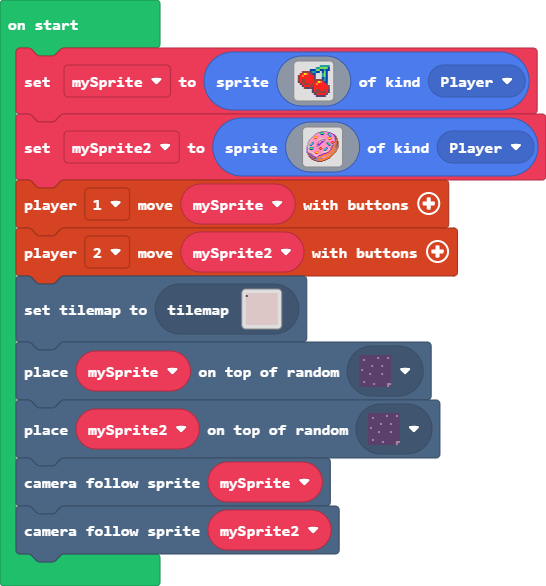 on start
set mySprite to sprite of kind Player
set mySprite2 to sprite of kind Player
player 1 move mySprite with buttons
player 2 move mySprite2 with buttons
set tilemap to tilemap
place mySprite on top of random
place mySprite2 on top of random
camera follow sprite mySprite
camera follow sprite mySprite2